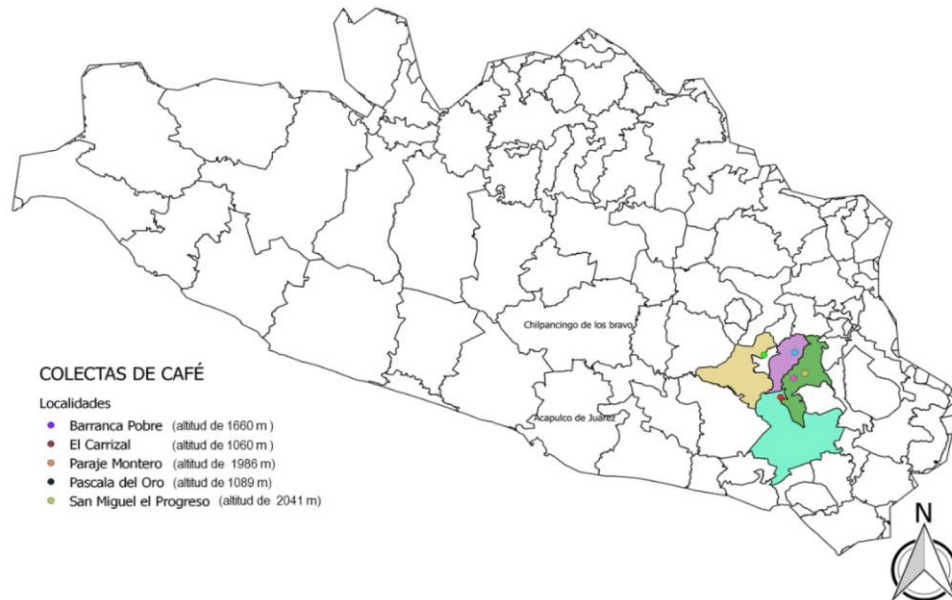 Chilpancingo de los bravo
COLECTAS DE CAFÉ
Acapulco de Juárez
Localidades
Barranca Pobre (altitud de 1660 m )
El Carrizal (altitud de 1060 m)
Paraje Montero (altitud de 1986 m)
Pascala del Oro (altitud de 1089 m)
San Miguel el Progreso (altitud de 2041 m)
N